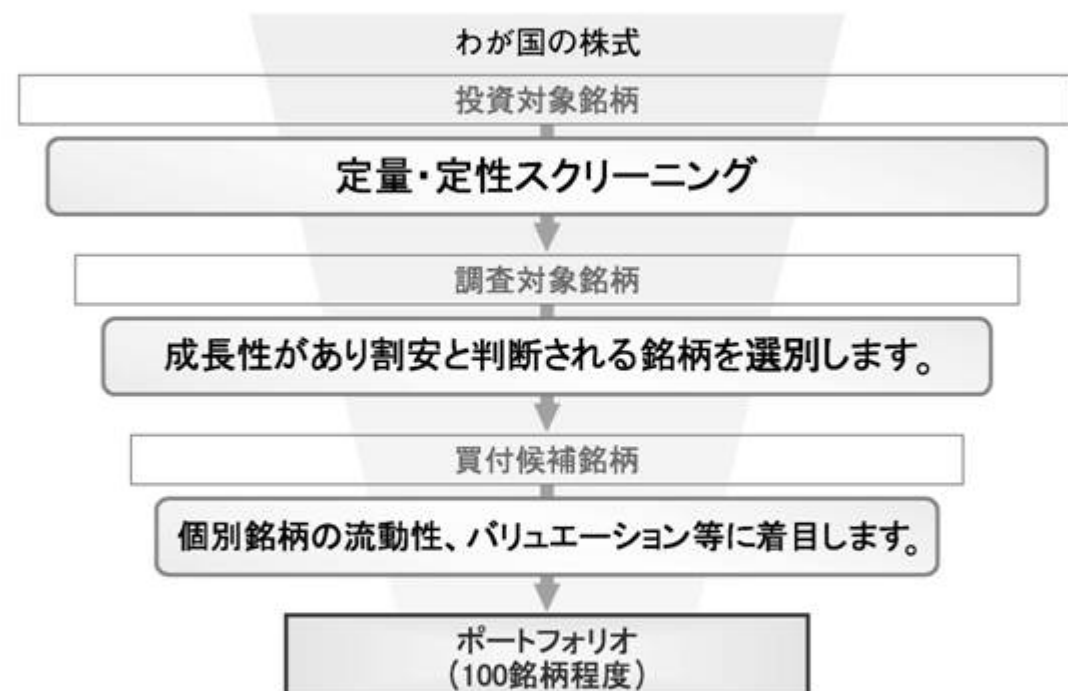 わが国の株式
投資対象銘柄
定量・定性スクリーニング
調査対象銘柄
成長性があり割安と判断される銘柄を選別します。
買付候補銘柄
個別銘柄の流動性、バリュエーション等に着目します。
ポートフォリオ
（100銘柄程度）